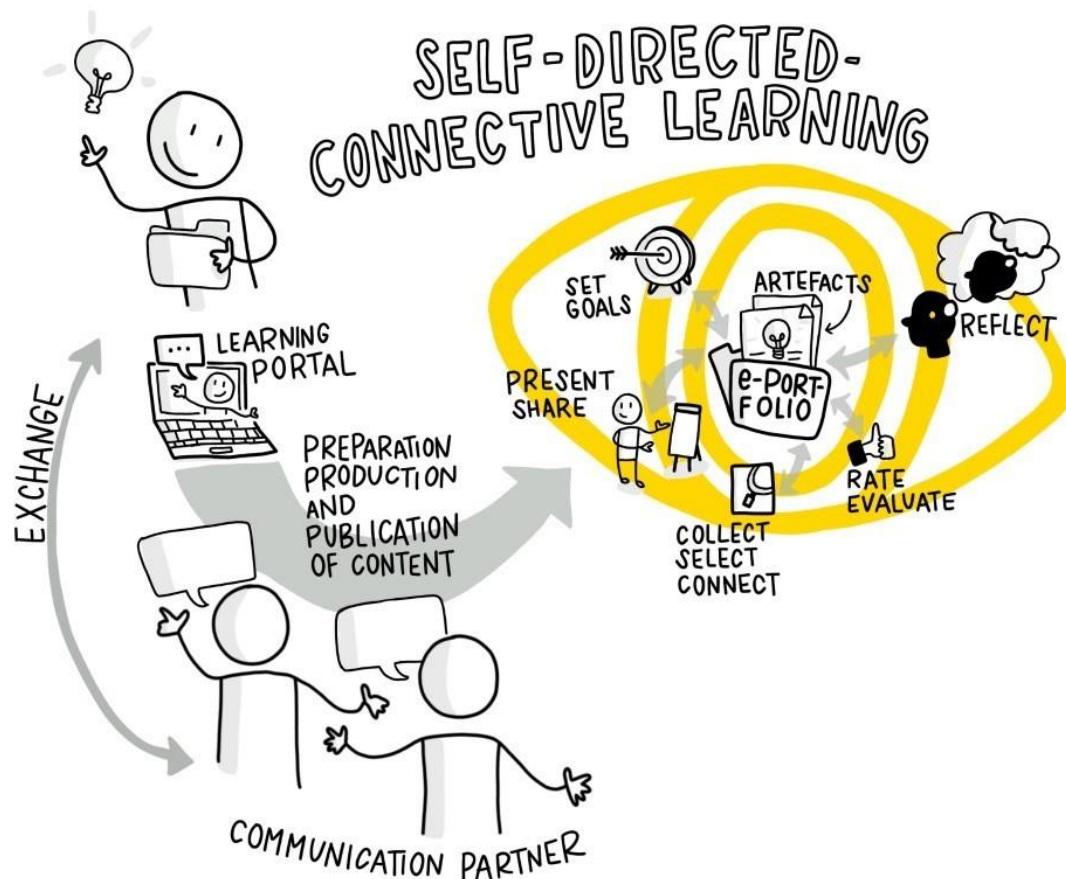 SELF-DIRECTED-
CONNECTIVE LEARNING
LEARNING
PORTAL
EXCHANGE
PREPARATION
PRODUCTION
AND
PUBLICATION
OF CONTENT
COMMUNICATION PARTNER
SET
GOALS
ARTEFACTS
REFLECT
PRESENT
SHARE
e-PORT-
FOLIO
RATE
EVALUATE
COLLECT
SELECT
CONNECT